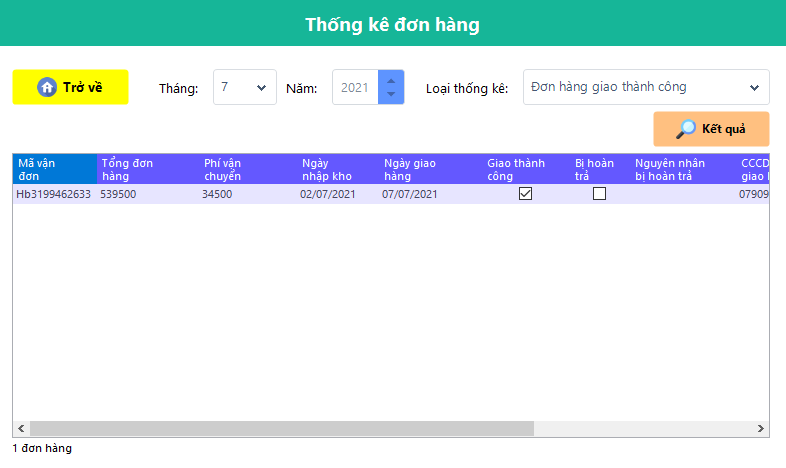 Thống kê đơn hàng
Trở về
Tháng: 7 Năm: 2021 Loại thống kê: Đơn hàng giao thành công
Kết quả
Mã vận đơn Tổng đơn hàng Phí vận chuyển Ngày nhập kho Ngày giao hàng Giao thành công Bị hoàn trả Nguyên nhân bị hoàn trả CCCD giao
Hb3199462633 539500 34500 02/07/2021 07/07/2021 07909
1 đơn hàng